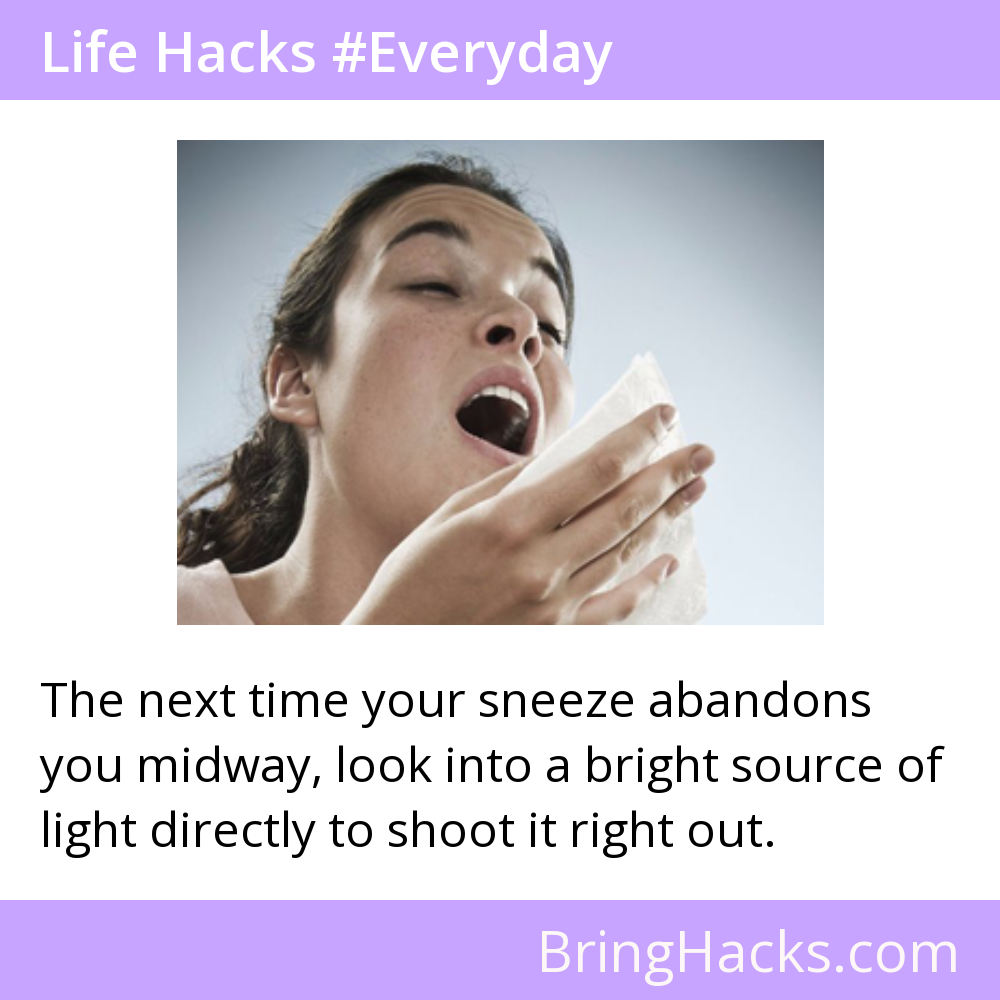 Life Hacks #Everyday
The next time your sneeze abandons
you midway, look into a bright source of
light directly to shoot it right out.
BringHacks.com